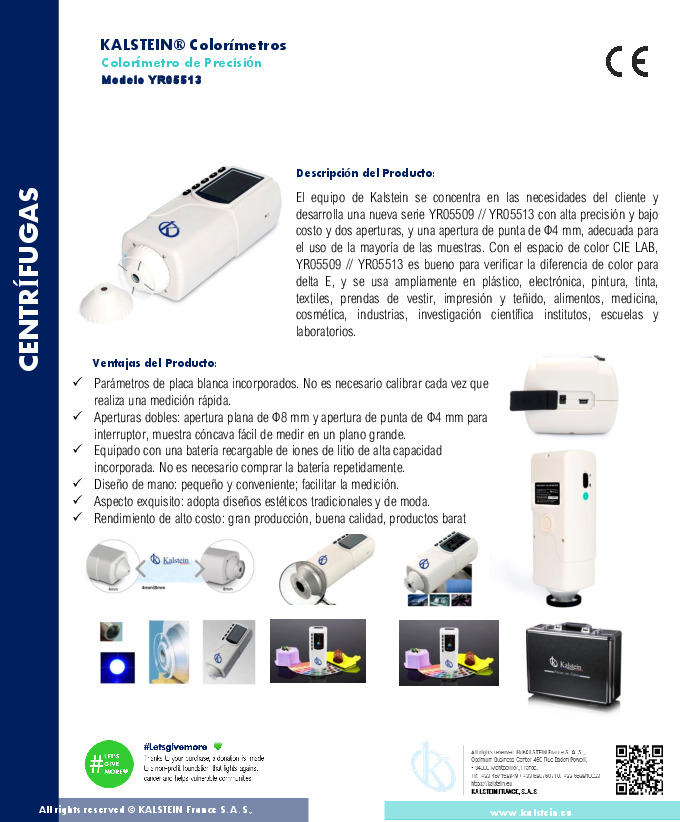 KALSTEIN® Colorímetros
Colorímetro de Precisión
Modelo YR05513
CE
CENTRÍFUGAS
Descripción del Producto:
El equipo de Kalstein se concentra en las necesidades del cliente y
desarrolla una nueva serie YR05509 // YR05513 con alta precisión y bajo
costo y dos aperturas, y una apertura de punta de Φ4 mm, adecuada para
el uso de la mayoría de las muestras. Con el espacio de color CIE LAB,
YR05509 // YR05513 es bueno para verificar la diferencia de color para
delta E, y se usa ampliamente en plástico, electrónica, pintura, tinta,
textiles, prendas de vestir, impresión y teñido, alimentos, medicina,
cosmética, industrias, investigación científica institutos, escuelas y
laboratorios.
Ventajas del Producto:
✓ Parámetros de placa blanca incorporados. No es necesario calibrar cada vez que
realiza una medición rápida.
✓ Aperturas dobles: apertura plana de Φ8 mm y apertura de punta de Φ4 mm para
interruptor, muestra cóncava fácil de medir en un plano grande.
✓ Equipado con una batería recargable de iones de litio de alta capacidad
incorporada. No es necesario comprar la batería repetidamente.
✓ Diseño de mano: pequeño y conveniente; facilitar la medición.
✓ Aspecto exquisito: adopta diseños estéticos tradicionales y de moda.
✓ Rendimiento de alto costo: gran producción, buena calidad, productos barat
Kalstein
4mm
4mm/8mm
8mm
Kalstein
# LET'S
GIVE
MORE
#Letsgivemore
Thanks to your purchase, a donation is made
to a non-profit foundation that fights against
cancer and helps vulnerable communities
All rights reserved © KALSTEIN France S. A. S.,
https://kalstein.eu
KALSTEIN FRANCE, S.A.S
All rights reserved © KALSTEIN France S.A.S.,
www.kalstein.eu